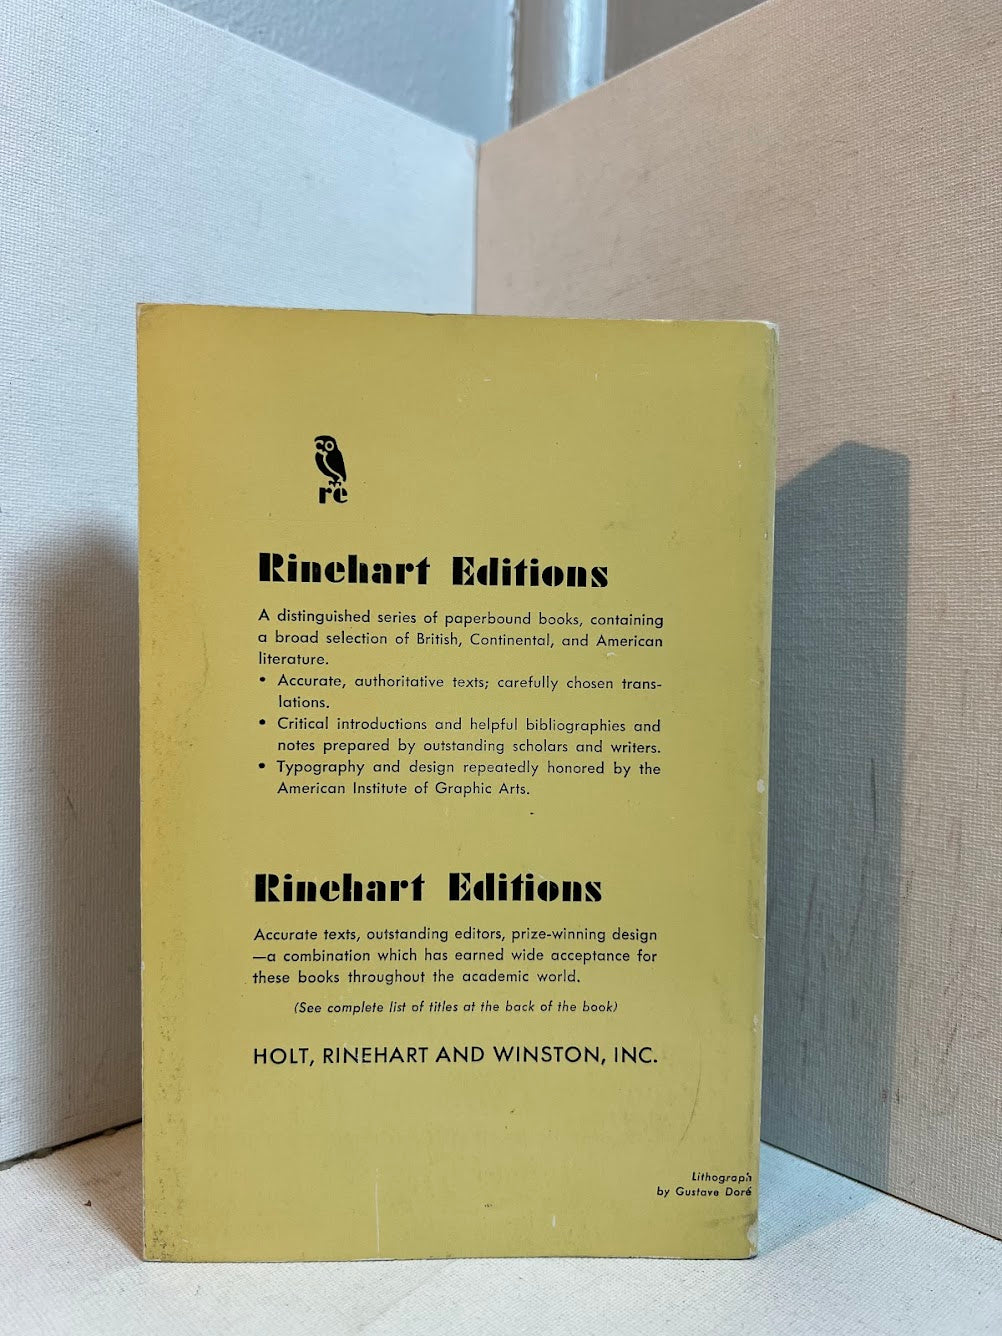 re
Rinehart Editions
A distinguished series of paperbound books, containing
a broad selection of British, Continental, and American
literature.
• Accurate, authoritative texts; carefully chosen trans-
lations.
• Critical introductions and helpful bibliographies and
notes prepared by outstanding scholars and writers.
• Typography and design repeatedly honored by the
American Institute of Graphic Arts.
Rinehart Editions
Accurate texts, outstanding editors, prize-winning design
—a combination which has earned wide acceptance for
these books throughout the academic world.
(See complete list of titles at the back of the book)
HOLT, RINEHART AND WINSTON, INC.
Lithograph
by Gustave Doré